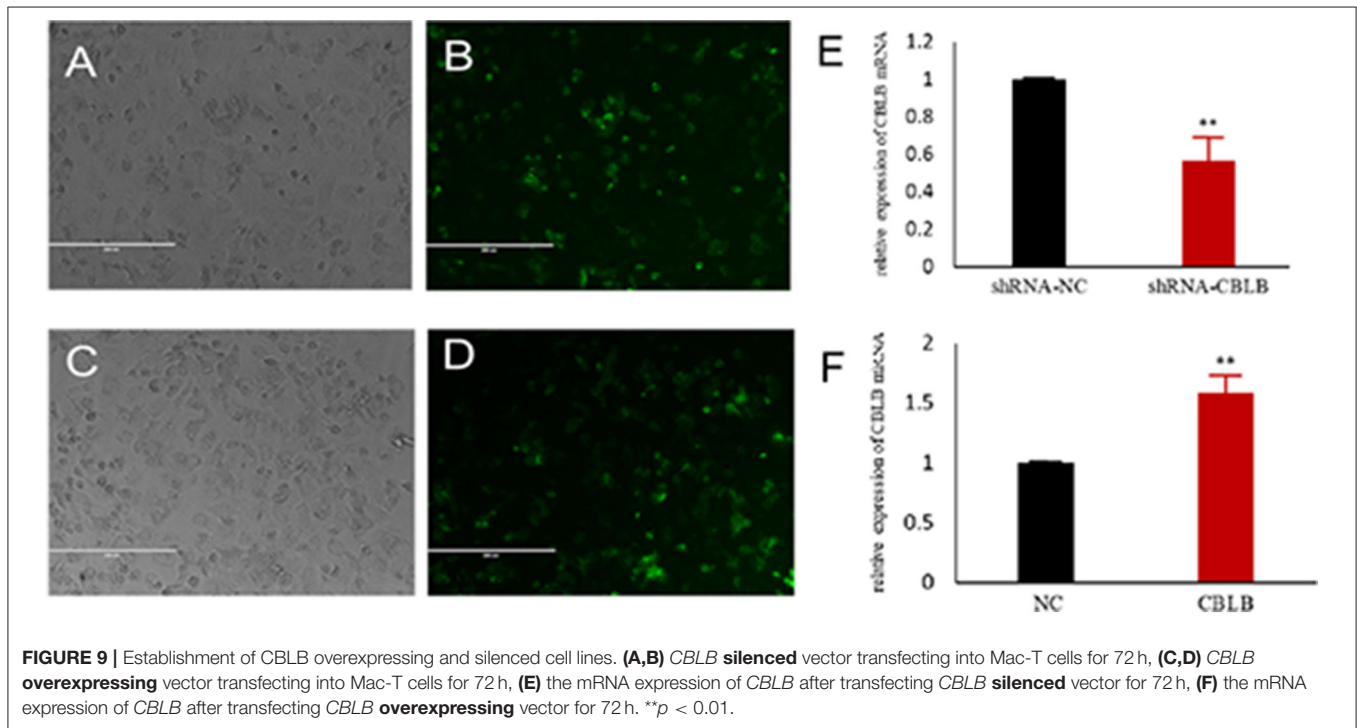 A
B
E
relative expression of CBLB mRNA
1.2
1
0.8
0.6
0.4
0.2
0
**
shRNA-NC shRNA-CBLB
C
D
F
relative expression of CBLB mRNA
2
1.5
1
0.5
0
**
NC CBLB
FIGURE 9 | Establishment of CBLB overexpressing and silenced cell lines. (A,B) CBLB silenced vector transfecting into Mac-T cells for 72 h, (C,D) CBLB
overexpressing vector transfecting into Mac-T cells for 72 h, (E) the mRNA expression of CBLB after transfecting CBLB silenced vector for 72 h, (F) the mRNA
expression of CBLB after transfecting CBLB overexpressing vector for 72 h. **p < 0.01.